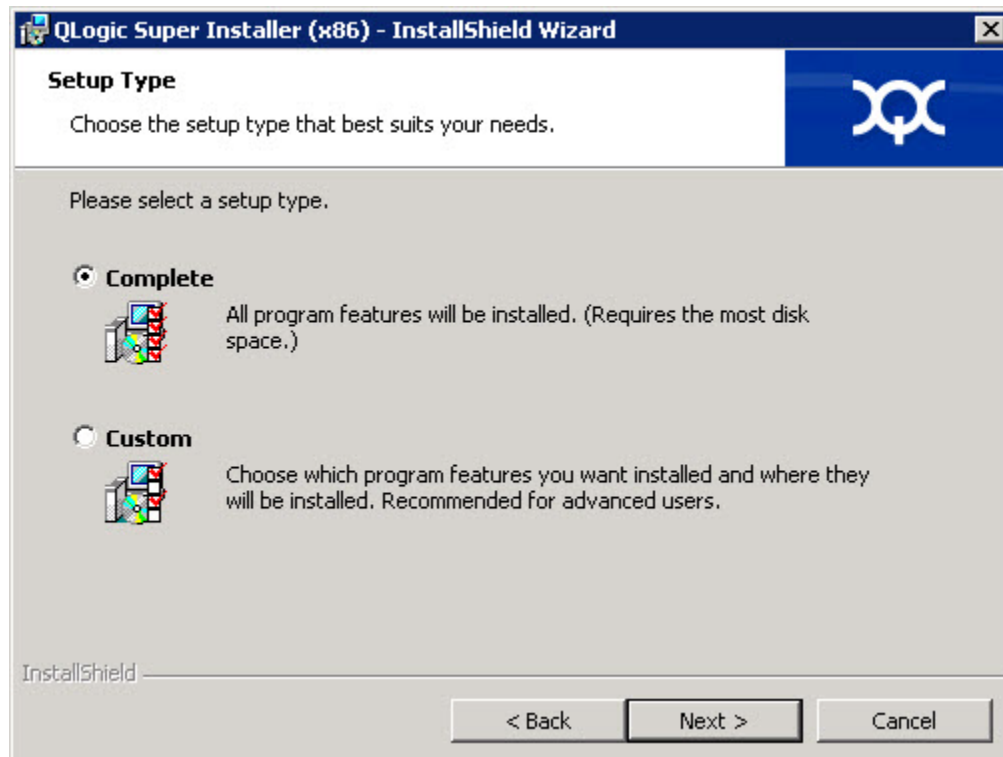 QLogic Super Installer (x86) - InstallShield Wizard
Setup Type
Choose the setup type that best suits your needs.
Please select a setup type.
Complete
All program features will be installed. (Requires the most disk
space.)
Custom
Choose which program features you want installed and where they
will be installed. Recommended for advanced users.
InstallShield
< Back
Next >
Cancel